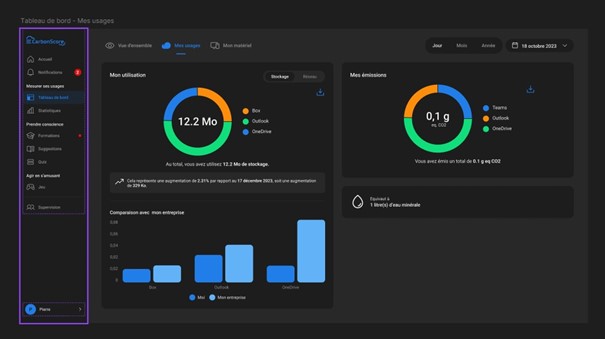 Tableau de bord - Mes usages
CarbonScore
Accueil
Notifications
Mesurer ses usages
Tableau de bord
Statistiques
Prendre conscience
Formations
Suggestions
Quiz
Agir en s'amusant
Jeu
Supervision
P
Pierre
Vue d'ensemble
Mes usages
Mon matériel
Jour
Mois
Année
18 octobre 2023
Mon utilisation
Stockage
Réseau
12.2 Mo
Box
Outlook
OneDrive
Au total, vous avez utilisez 12.2 Mo de stockage.
Cela représente une augmentation de 2.31% par rapport au 17 décembre 2023, soit une augmentation
de 329 Ko.
Comparaison avec mon entreprise
0,08
0,06
0,04
0,02
0
Box
Outlook
OneDrive
Moi
Mon entreprise
Mes émissions
0,1 g
eq. CO2
Teams
Outlook
OneDrive
Vous avez émis un total de 0.1 g eq CO2
Équivaut à
1 litre(s) d'eau minérale